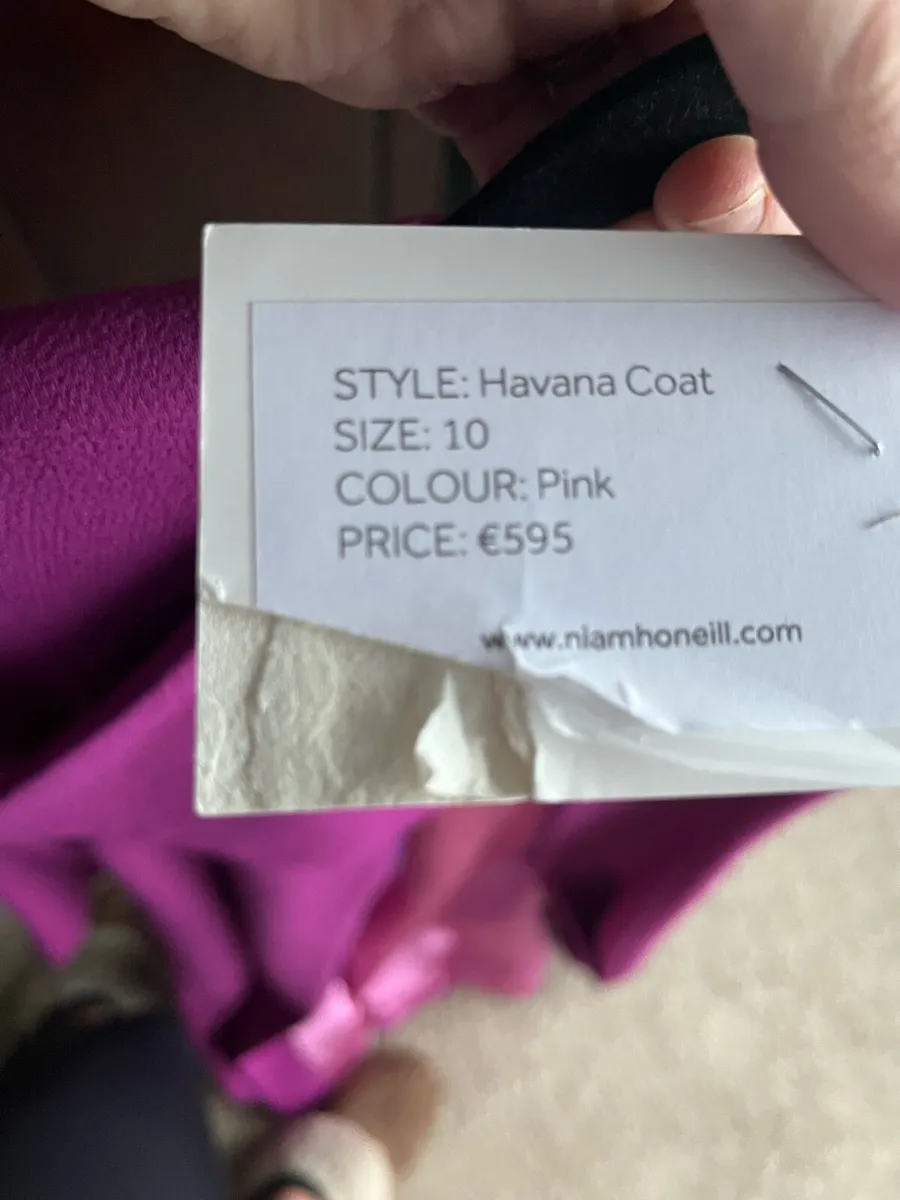 STYLE: Havana Coat
SIZE: 10
COLOUR: Pink
PRICE: €595
www.niamhoneill.com